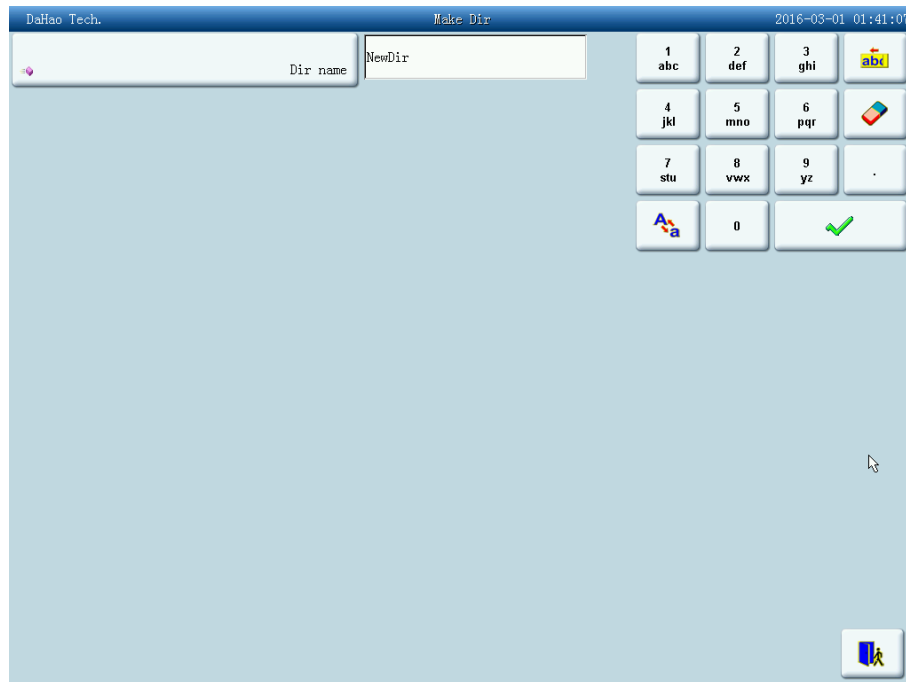 DaHao Tech. Make Dir 2016-03-01 01:41:07
Dir name NewDir
1 2 3
abc def ghi abc
4 5 6
jkl mno pqr
7 8 9
stu vwx yz .
A a 0